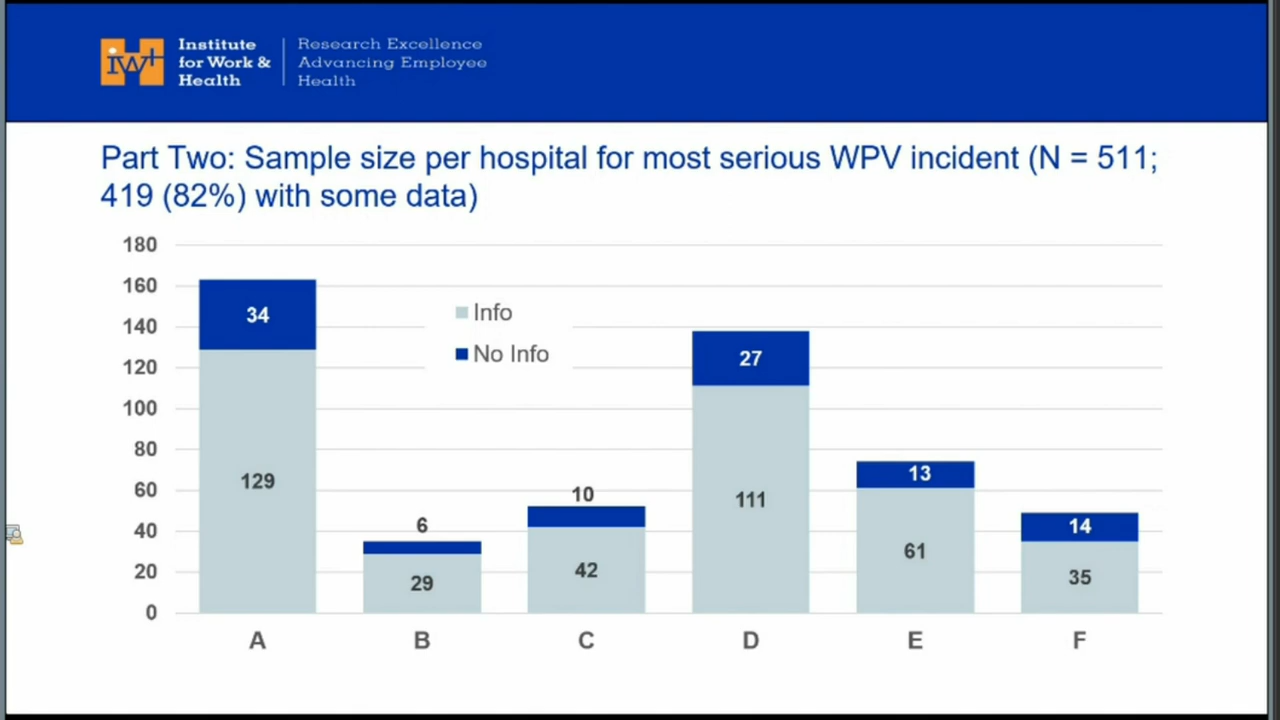 Institute
for Work &
Health
Research Excellence
Advancing Employee
Health
Part Two: Sample size per hospital for most serious WPV incident (N = 511;
419 (82%) with some data)
180
160
140
120
100
80
60
40
20
0
Info
No Info
34
129
6
29
10
42
27
111
13
61
14
35
A
B
C
D
E
F